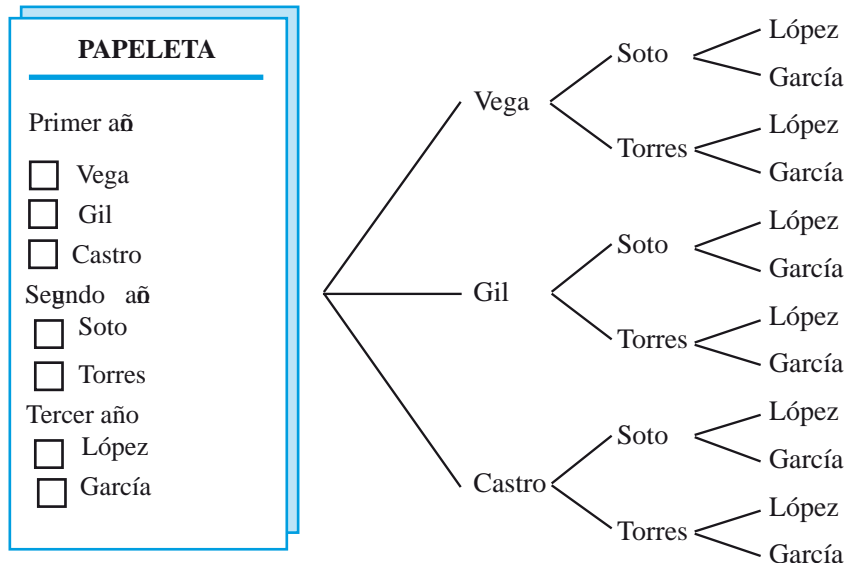 PAPELETA
Primer añ
Vega
Gil
Castro
Segundo añ
Soto
Torres
Tercer año
López
García
Vega
Soto
López
García
Torres
López
García
Gil
Soto
López
García
Torres
López
García
Castro
Soto
López
García
Torres
López
García